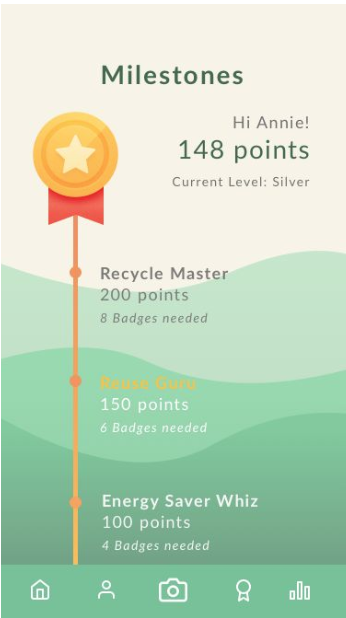 Milestones
Hi Annie!
148 points
Current Level: Silver
Recycle Master
200 points
8 Badges needed
Reuse Guru
150 points
6 Badges needed
Energy Saver Whiz
100 points
4 Badges needed